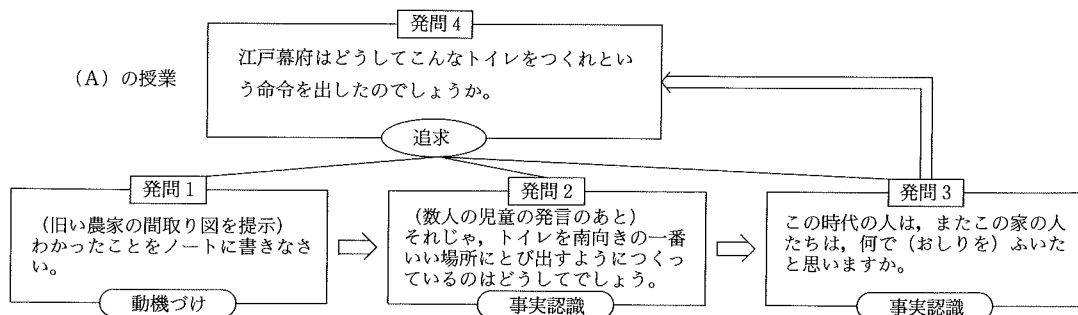 発問4
江戸幕府はどうしてこんなトイレをつくれとい
う命令を出したのでしょうか。
(A)の授業
追求
発問1
(旧い農家の間取り図を提示)
わかったことをノートに書きなさ
い。
動機づけ
発問2
(数人の児童の発言のあと)
それじゃ,トイレを南向きの一番
いい場所にとび出すようにつくっ
ているのはどうしてでしょう。
事実認識
発問3
この時代の人は,またこの家の人
たちは,何で(おしりを)ふいた
と思いますか。
事実認識